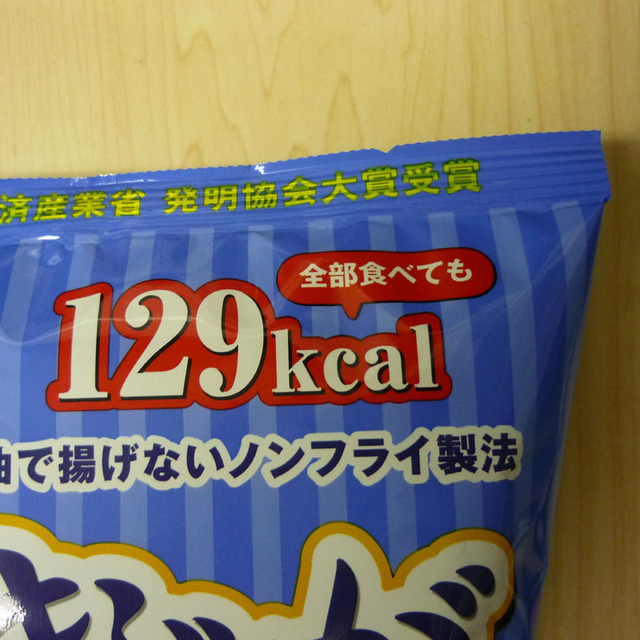 済産業省 発明協会大賞受賞
全部食べても
129kcal
油で揚げないノンフライ製法